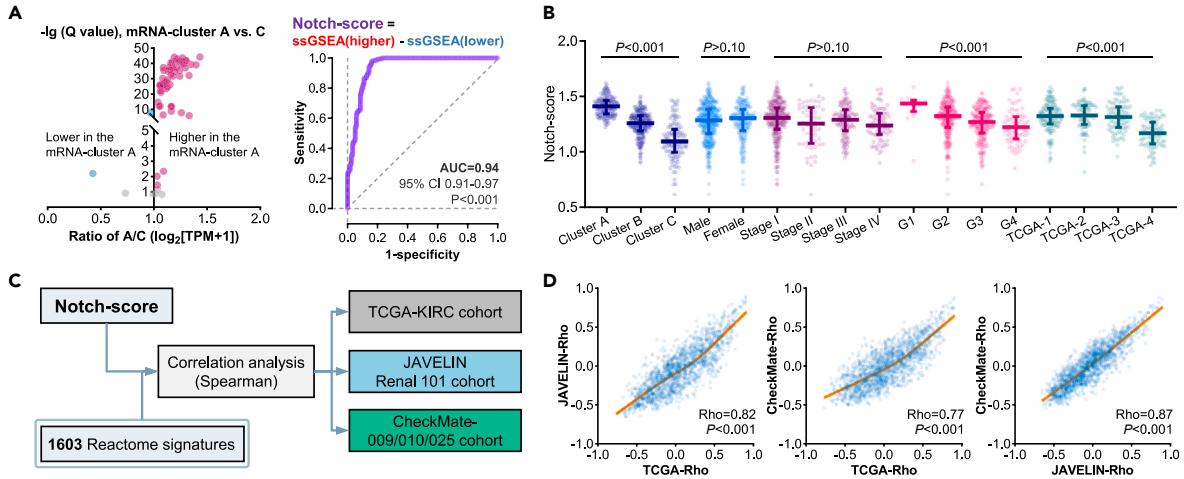 A
-lg (Q value), mRNA-cluster A vs. C
50
40
30
20
10
5
4
3
2
1
Lower in the
mRNA-cluster A
Higher in
the mRNA-cluster A
0.0
0.5
1.0
1.5
2.0
Ratio of A/C (log2[TPM+1])
Notch-score =
ssGSEA(higher) - ssGSEA(lower)
Sensitivity
1.0
0.8
0.6
0.4
0.2
0.0
AUC=0.94
95% CI 0.91-0.97
P<0.001
0.0
0.2
0.4
0.6
0.8
1.0
1-specificity
B
Notch-score
2.0
1.5
1.0
0.5
P<0.001
P>0.10
P>0.10
P<0.001
P<0.001
Cluster A
Cluster B
Cluster C
Male
Female
Stage I
Stage II
Stage III
Stage IV
G1
G2
G3
G4
TCGA-1
TCGA-2
TCGA-3
TCGA-4
C
Notch-score
Correlation analysis
(Spearman)
1603 Reactome signatures
TCGA-KIRC cohort
JAVELIN
Renal 101 cohort
CheckMate-
009/010/025 cohort
D
JAVELIN-Rho
1.0
0.5
0.0
-0.5
-1.0
Rho=0.82
P<0.001
-1.0
-0.5
0.0
0.5
1.0
TCGA-Rho
CheckMate-Rho
1.0
0.5
0.0
-0.5
-1.0
Rho=0.77
P<0.001
-1.0
-0.5
0.0
0.5
1.0
TCGA-Rho
CheckMate-Rho
1.0
0.5
0.0
-0.5
-1.0
Rho=0.87
P<0.001
-1.0
-0.5
0.0
0.5
1.0
JAVELIN-Rho